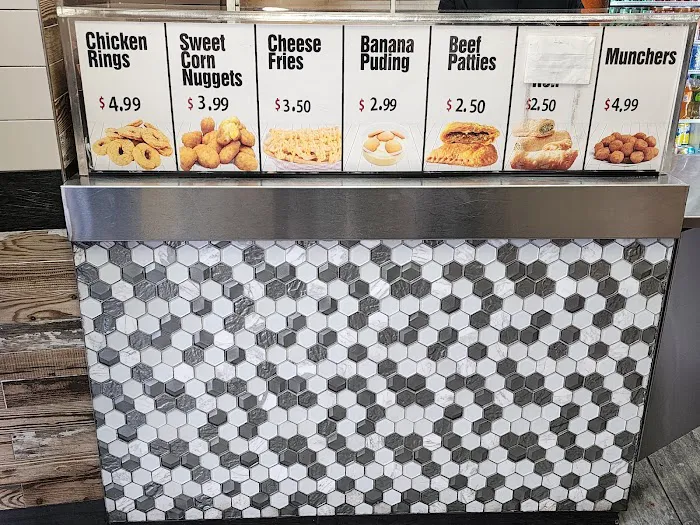 Chicken
Rings
$4.99
Sweet
Corn
Nuggets
$3.99
Cheese
Fries
$3.50
Banana
Puding
$2.99
Beef
Patties
$2.50
$2.50
Munchers
$4,99